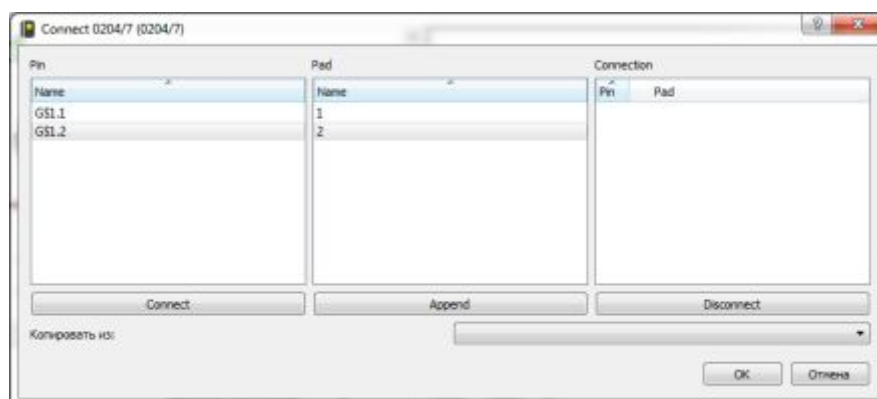 Connect 0204/7 (0204/7)
Pin Pad Connection
Name Name Pin Pad
G$1.1 1
G$1.2 2
Connect Append Disconnect
Копировать из:
OK Отмена